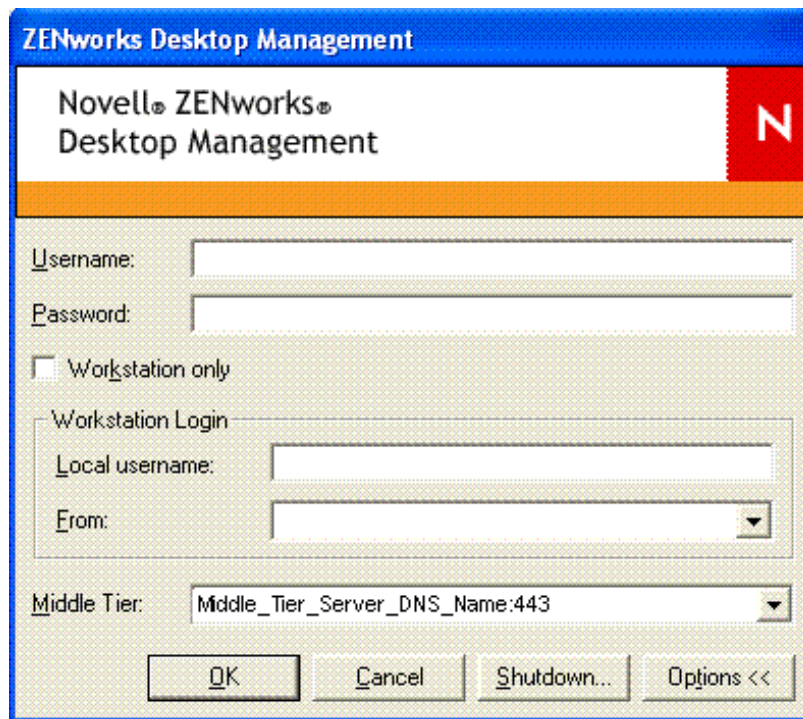 ZENworks Desktop Management
Novell® ZENworks®
Desktop Management
N
Username:
Password:
Workstation only
Workstation Login
Local username:
From:
Middle Tier: Middle_Tier_Server_DNS_Name:443
OK Cancel Shutdown... Options <<